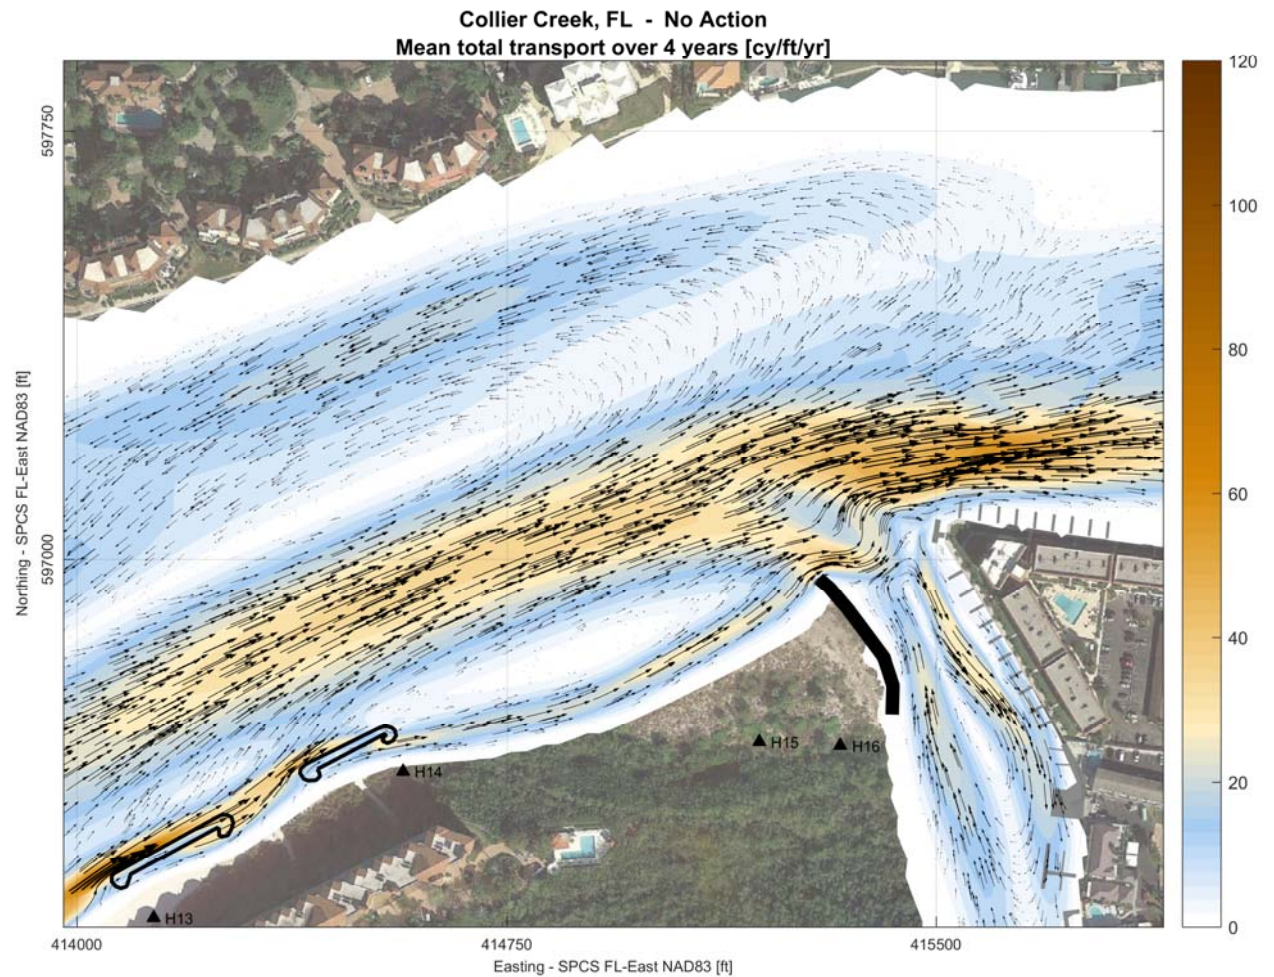 Collier Creek, FL - No Action
Mean total transport over 4 years [cy/ft/yr]
120
100
80
60
40
20
0
597750
597000
Northing - SPCS FL-East NAD83 [ft]
H15
H16
H14
H13
414000
414750
415500
Easting - SPCS FL-East NAD83 [ft]